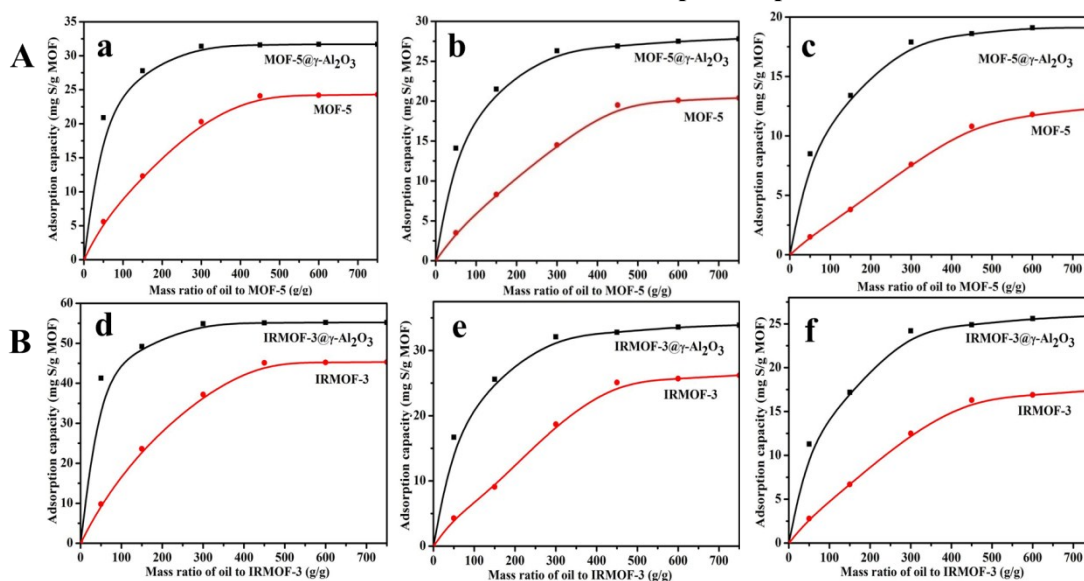 A
a
Adsorption capacity (mg S/g MOF)
35
30
25
20
15
10
5
0
MOF-5@γ-Al₂O₃
MOF-5
0 100 200 300 400 500 600 700
Mass ratio of oil to MOF-5 (g/g)
b
Adsorption capacity (mg S/g MOF)
30
25
20
15
10
5
0
MOF-5@γ-Al₂O₃
MOF-5
0 100 200 300 400 500 600 700
Mass ratio of oil to MOF-5 (g/g)
c
Adsorption capacity (mg S/g MOF)
20
15
10
5
0
MOF-5@γ-Al₂O₃
MOF-5
0 100 200 300 400 500 600 700
Mass ratio of oil to MOF-5 (g/g)
B
d
Adsorption capacity (mg S/g MOF)
60
50
40
30
20
10
0
IRMOF-3@γ-Al₂O₃
IRMOF-3
0 100 200 300 400 500 600 700
Mass ratio of oil to IRMOF-3 (g/g)
e
Adsorption capacity (mg S/g MOF)
30
20
10
0
IRMOF-3@γ-Al₂O₃
IRMOF-3
0 100 200 300 400 500 600 700
Mass ratio of oil to IRMOF-3 (g/g)
f
Adsorption capacity (mg S/g MOF)
25
20
15
10
5
0
IRMOF-3@γ-Al₂O₃
IRMOF-3
0 100 200 300 400 500 600 700
Mass ratio of oil to IRMOF-3 (g/g)